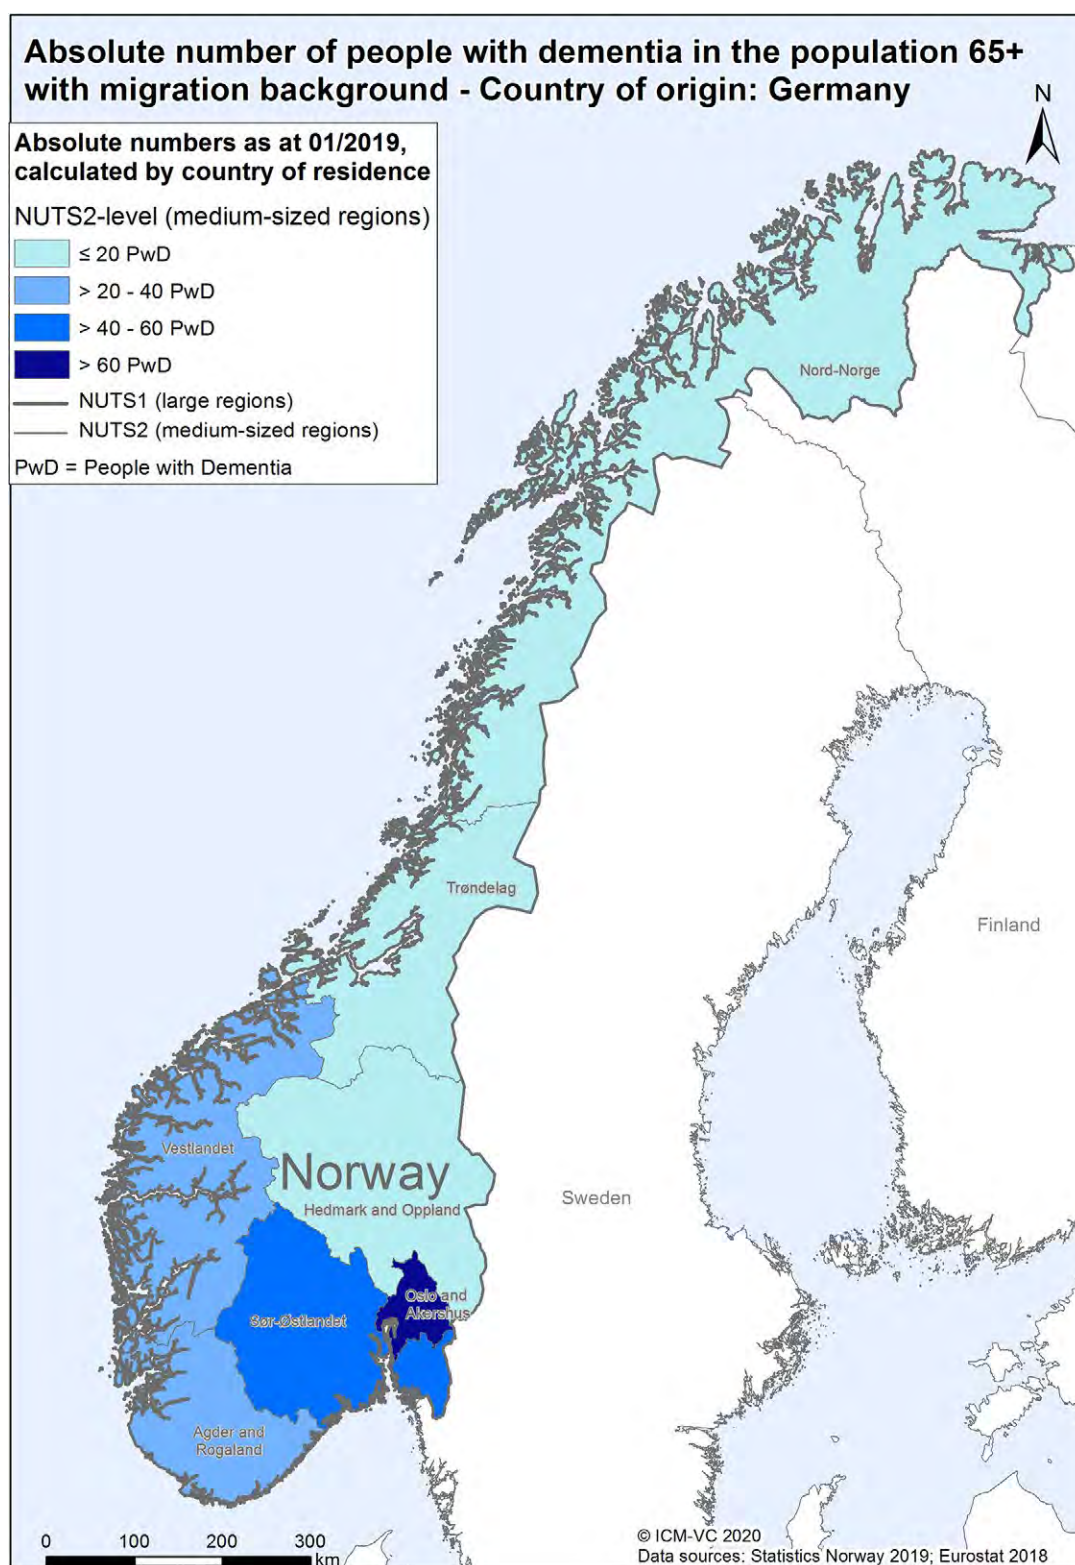 Absolute number of people with dementia in the population 65+
with migration background - Country of origin: Germany
N
Absolute numbers as at 01/2019,
calculated by country of residence
NUTS2-level (medium-sized regions)
≤ 20 PwD
> 20 - 40 PwD
> 40 - 60 PwD
> 60 PwD
NUTS1 (large regions)
NUTS2 (medium-sized regions)
PwD = People with Dementia
Nord-Norge
Trøndelag
Finland
Vestlandet
Norway
Sweden
Hedmark and Oppland
Oslo and
Akershus
Sør-Østlandet
Agder and
Rogaland
0 100 200 300
km
© ICM-VC 2020
Data sources: Statistics Norway 2019; Eurostat 2018